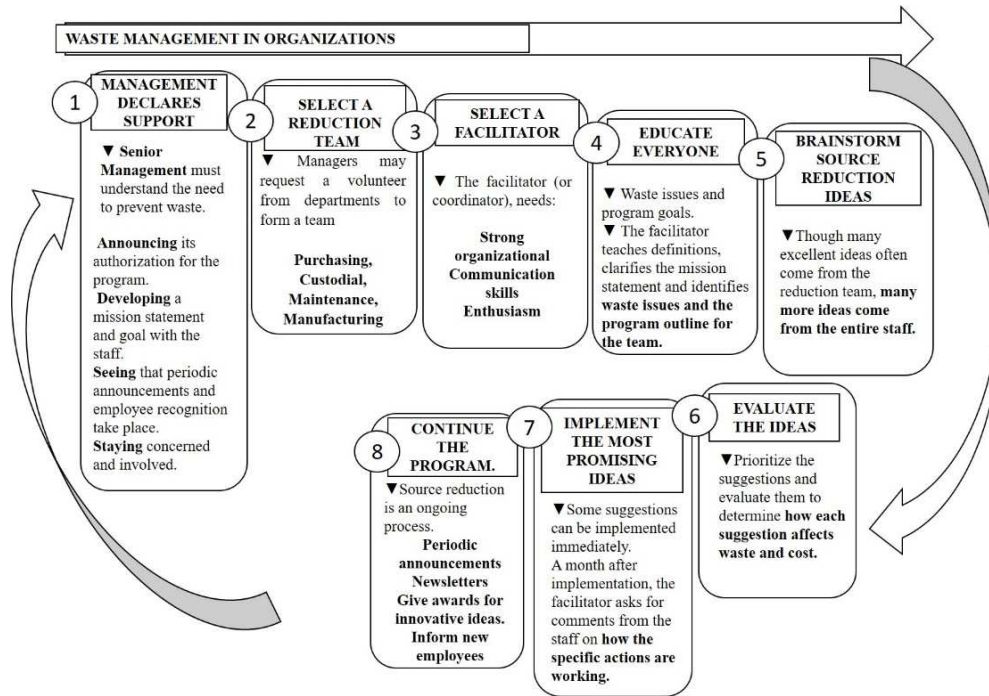 WASTE MANAGEMENT IN ORGANIZATIONS
1
MANAGEMENT
DECLARES
SUPPORT
▼ Senior
Management must
understand the need
to prevent waste.
Announcing its
authorization for the
program.
Developing a
mission statement
and goal with the
staff.
Seeing that periodic
announcements and
employee recognition
take place.
Staying concerned
and involved.
2
SELECT A
REDUCTION
TEAM
▼ Managers may
request a volunteer
from departments to
form a team
Purchasing,
Custodial,
Maintenance,
Manufacturing
3
SELECT A
FACILITATOR
▼ The facilitator (or
coordinator), needs:
Strong
organizational
Communication
skills
Enthusiasm
4
EDUCATE
EVERYONE
▼ Waste issues and
program goals.
▼ The facilitator
teaches definitions,
clarifies the mission
statement and identifies
waste issues and the
program outline for
the team.
5
BRAINSTORM
SOURCE
REDUCTION
IDEAS
▼Though many
excellent ideas often
come from the
reduction team, many
more ideas come
from the entire staff.
6
EVALUATE
THE IDEAS
▼Prioritize the
suggestions and
evaluate them to
determine how each
suggestion affects
waste and cost.
7
IMPLEMENT
THE MOST
PROMISING
IDEAS
▼Some suggestions
can be implemented
immediately.
A month after
implementation, the
facilitator asks for
comments from the
staff on how the
specific actions are
working.
8
CONTINUE
THE
PROGRAM.
▼Source reduction
is an ongoing
process.
Periodic
announcements
Newsletters
Give awards for
innovative ideas.
Inform new
employees